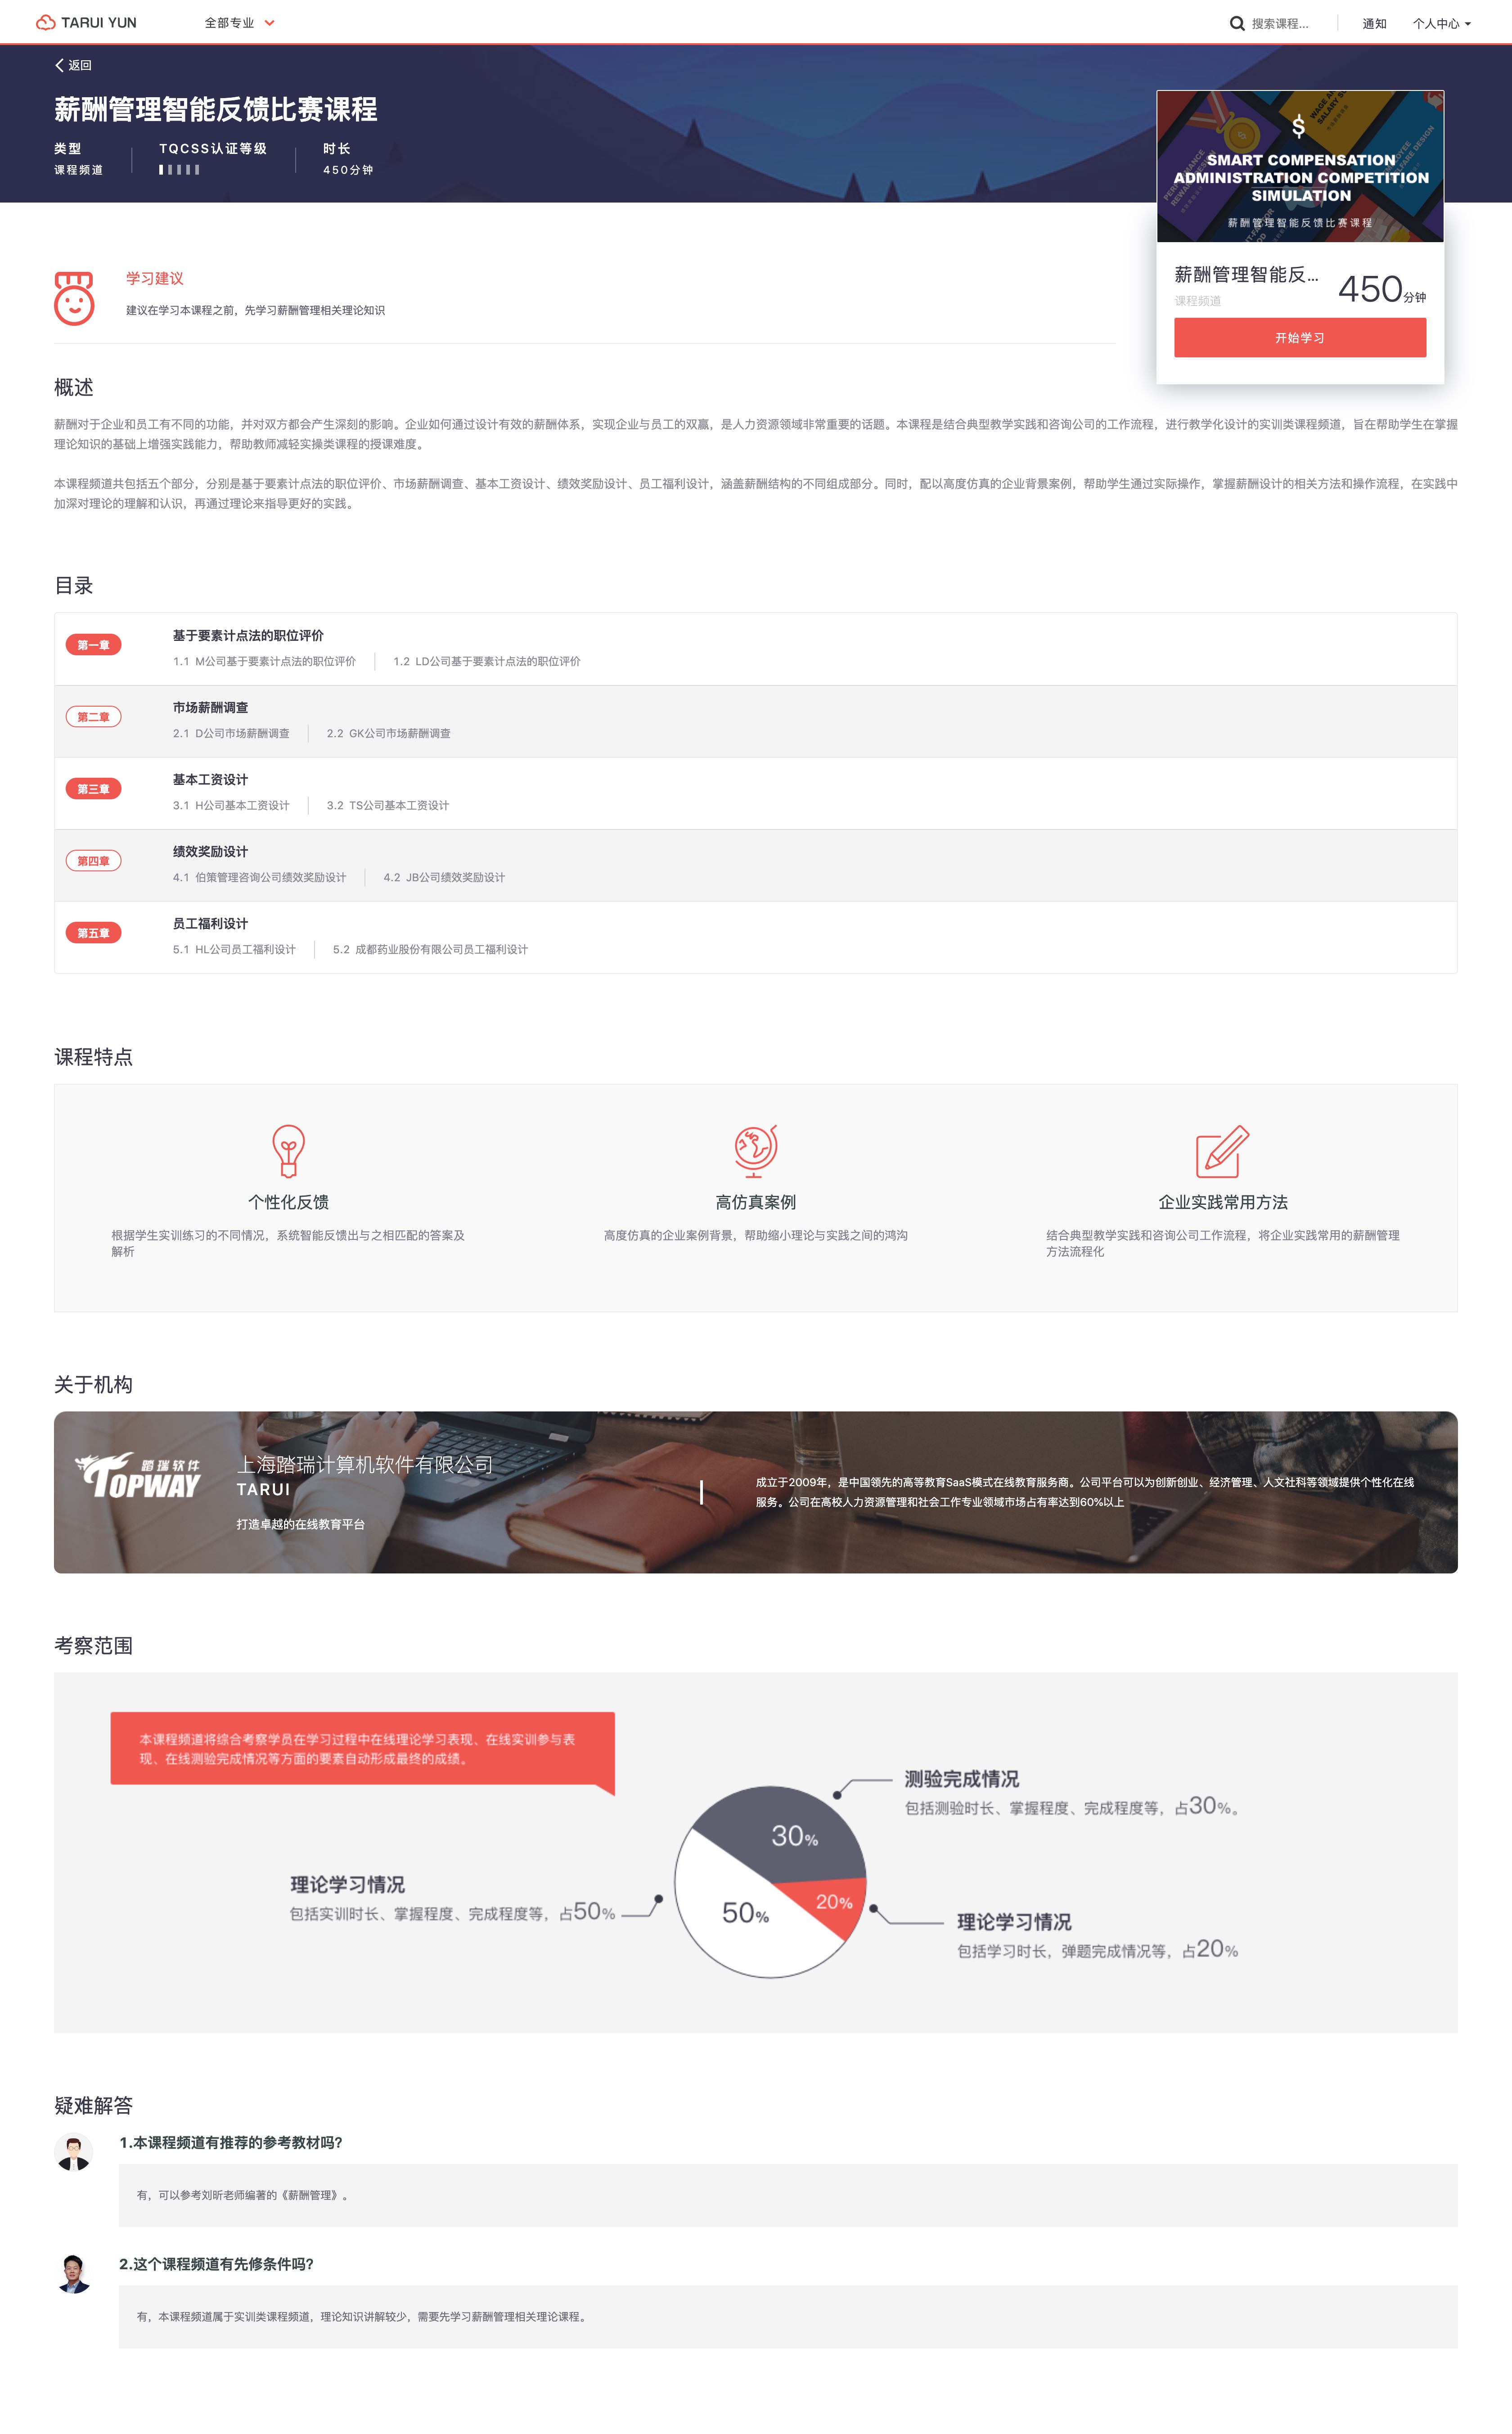 TARUI YUN
全部专业
搜索课程...
通知
个人中心
返回
薪酬管理智能反馈比赛课程
类型
课程频道
TQCSS认证等级
时长
450分钟
SMART COMPENSATION
ADMINISTRATION COMPETITION
SIMULATION
薪酬管理智能反馈比赛课程
薪酬管理智能反...
课程频道
450分钟
开始学习
学习建议
建议在学习本课程之前，先学习薪酬管理相关理论知识
概述
薪酬对于企业和员工有不同的功能，并对双方都会产生深刻的影响。企业如何通过设计有效的薪酬体系，实现企业与员工的双赢，是人力资源领域非常重要的话题。本课程是结合典型教学实践和咨询公司的工作流程，进行教学化设计的实训类课程频道，旨在帮助学生在掌握
理论知识的基础上增强实践能力，帮助教师减轻实操类课程的授课难度。
本课程频道共包括五个部分，分别是基于要素计点法的职位评价、市场薪酬调查、基本工资设计、绩效奖励设计、员工福利设计，涵盖薪酬结构的不同组成部分。同时，配以高度仿真的企业背景案例，帮助学生通过实际操作，掌握薪酬设计的相关方法和操作流程，在实践中
加深对理论的理解和认识，再通过理论来指导更好的实践。
目录
第一章
基于要素计点法的职位评价
1.1 M公司基于要素计点法的职位评价
1.2 LD公司基于要素计点法的职位评价
第二章
市场薪酬调查
2.1 D公司市场薪酬调查
2.2 GK公司市场薪酬调查
第三章
基本工资设计
3.1 H公司基本工资设计
3.2 TS公司基本工资设计
第四章
绩效奖励设计
4.1 伯策管理咨询公司绩效奖励设计
4.2 JB公司绩效奖励设计
第五章
员工福利设计
5.1 HL公司员工福利设计
5.2 成都药业股份有限公司员工福利设计
课程特点
个性化反馈
根据学生实训练习的不同情况，系统智能反馈出与之相匹配的答案及
解析
高仿真案例
高度仿真的企业案例背景，帮助缩小理论与实践之间的鸿沟
企业实践常用方法
结合典型教学实践和咨询公司工作流程，将企业实践常用的薪酬管理
方法流程化
关于机构
踏瑞软件
TOPWAY
上海踏瑞计算机软件有限公司
TARUI
打造卓越的在线教育平台
成立于2009年，是中国领先的高等教育SaaS模式在线教育服务商。公司平台可以为创新创业、经济管理、人文社科等领域提供个性化在线
服务。公司在高校人力资源管理和社会工作专业领域市场占有率达到60%以上
考察范围
本课程频道将综合考察学员在学习过程中在线理论学习表现、在线实训参与表
现、在线测验完成情况等方面的要素自动形成最终的成绩。
测验完成情况
包括测验时长、掌握程度、完成程度等，占30%。
30%
理论学习情况
包括实训时长、掌握程度、完成程度等，占50%
50%
20%
理论学习情况
包括学习时长，弹题完成情况等，占20%
疑难解答
1.本课程频道有推荐的参考教材吗?
有，可以参考刘昕老师编著的《薪酬管理》。
2.这个课程频道有先修条件吗?
有，本课程频道属于实训类课程频道，理论知识讲解较少，需要先学习薪酬管理相关理论课程。